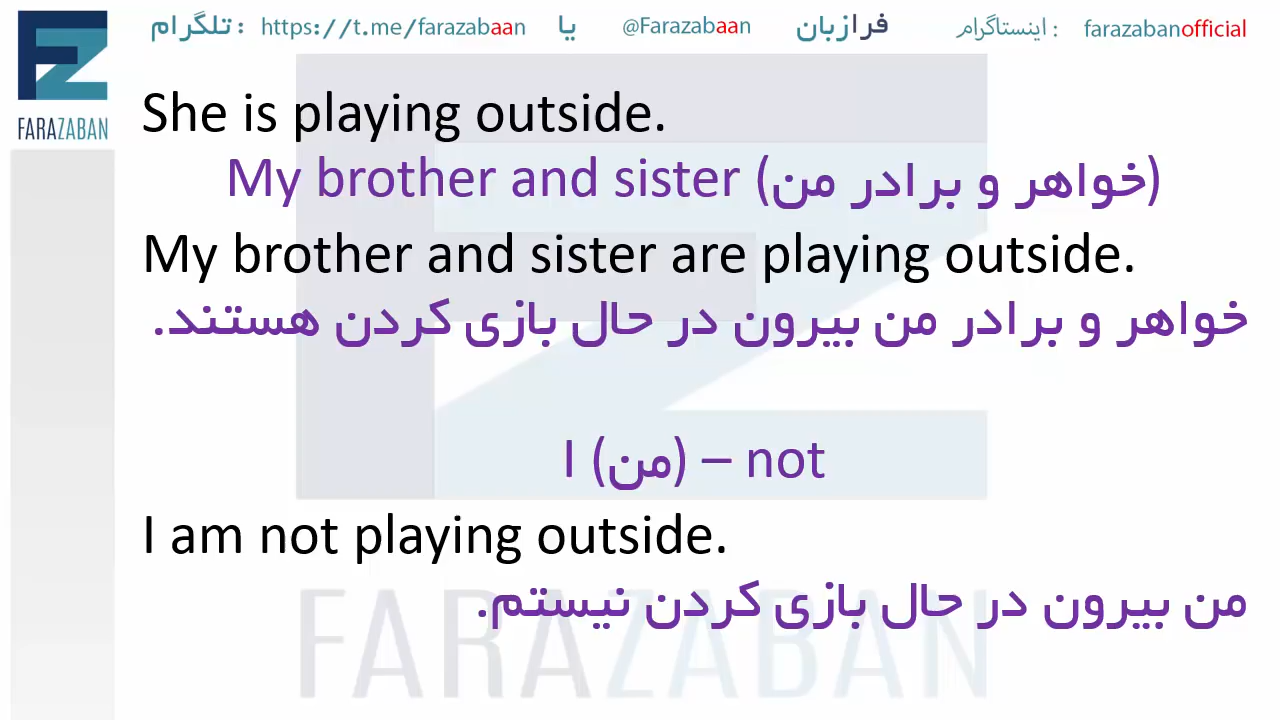 تلگرام : https://t.me/farazabaan یا @Farazabaan فرازبان اینستاگرام : farazabanofficial
FZ
FARAZABAN
She is playing outside.
My brother and sister (خواهر و برادر من)
My brother and sister are playing outside.
خواهر و برادر من بیرون در حال بازی کردن هستند.
I (من) – not
I am not playing outside.
من بیرون در حال بازی کردن نیستم.
FARAZABAN